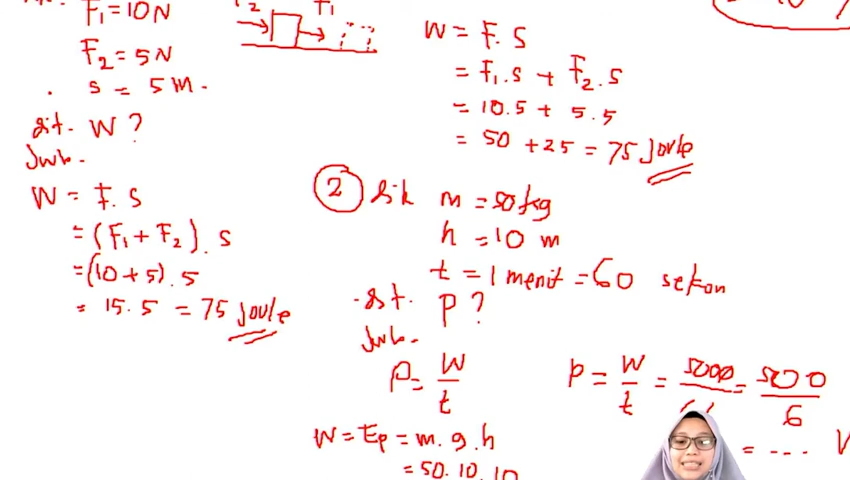 F₁ = 10 N
F₂ = 5 N
s = 5 m.
dit. W ?
Jwb.
W = F. S
= (F₁ + F₂) . S
= (10 + 5) . 5
= 15. 5 = 75 Joule
F₁
W = F. S
= F₁.s + F₂.s
= 10.5 + 5.5
= 50 + 25 = 75 Joule
2 dik m = 50 kg
h = 10 m
t = 1 menit = 60 sekon
dit. P ?
Jwb.
P = W/t
W = Ep = m. g. h
= 50. 10. 10
P = W/t = 5000/ = 500/6
= ....